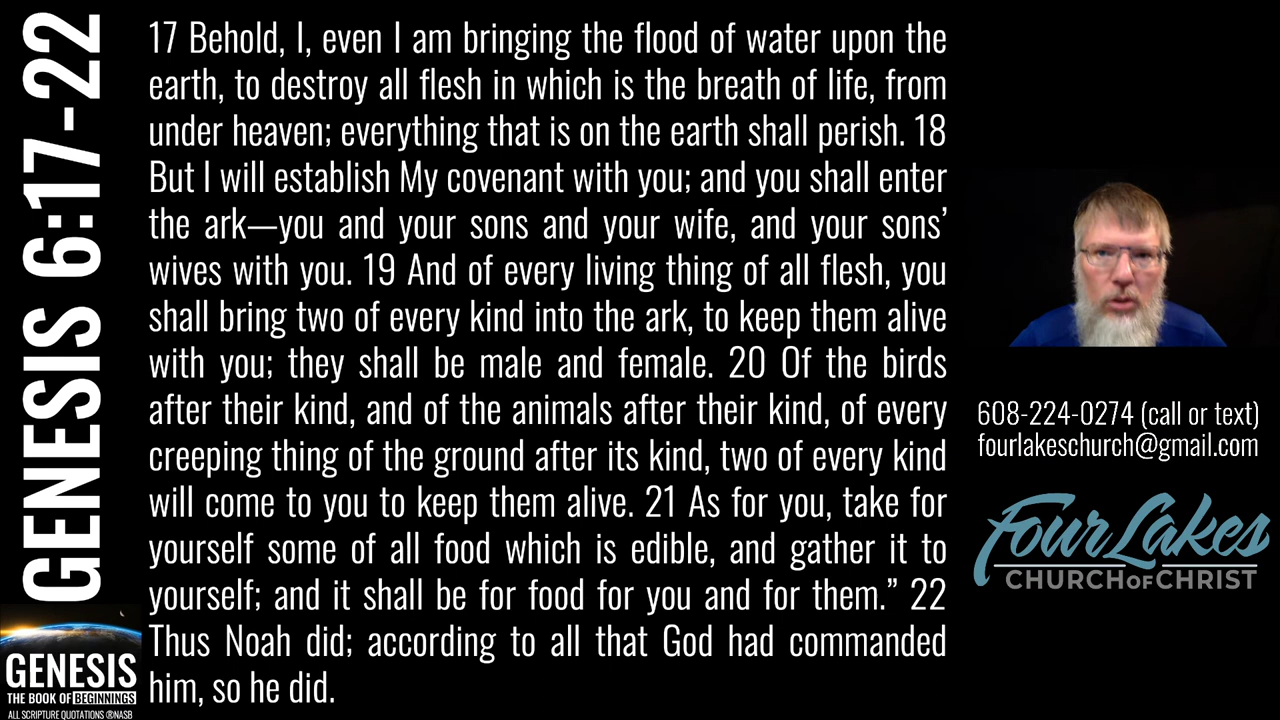 GENESIS 6:17-22
17 Behold, I, even I am bringing the flood of water upon the
earth, to destroy all flesh in which is the breath of life, from
under heaven; everything that is on the earth shall perish. 18
But I will establish My covenant with you; and you shall enter
the ark—you and your sons and your wife, and your sons’
wives with you. 19 And of every living thing of all flesh, you
shall bring two of every kind into the ark, to keep them alive
with you; they shall be male and female. 20 Of the birds
after their kind, and of the animals after their kind, of every
creeping thing of the ground after its kind, two of every kind
will come to you to keep them alive. 21 As for you, take for
yourself some of all food which is edible, and gather it to
yourself; and it shall be for food for you and for them.” 22
Thus Noah did; according to all that God had commanded
him, so he did.
608-224-0274 (call or text)
fourlakeschurch@gmail.com
Four Lakes
CHURCH OF CHRIST
GENESIS
THE BOOK OF BEGINNINGS
ALL SCRIPTURE QUOTATIONS ®NASB